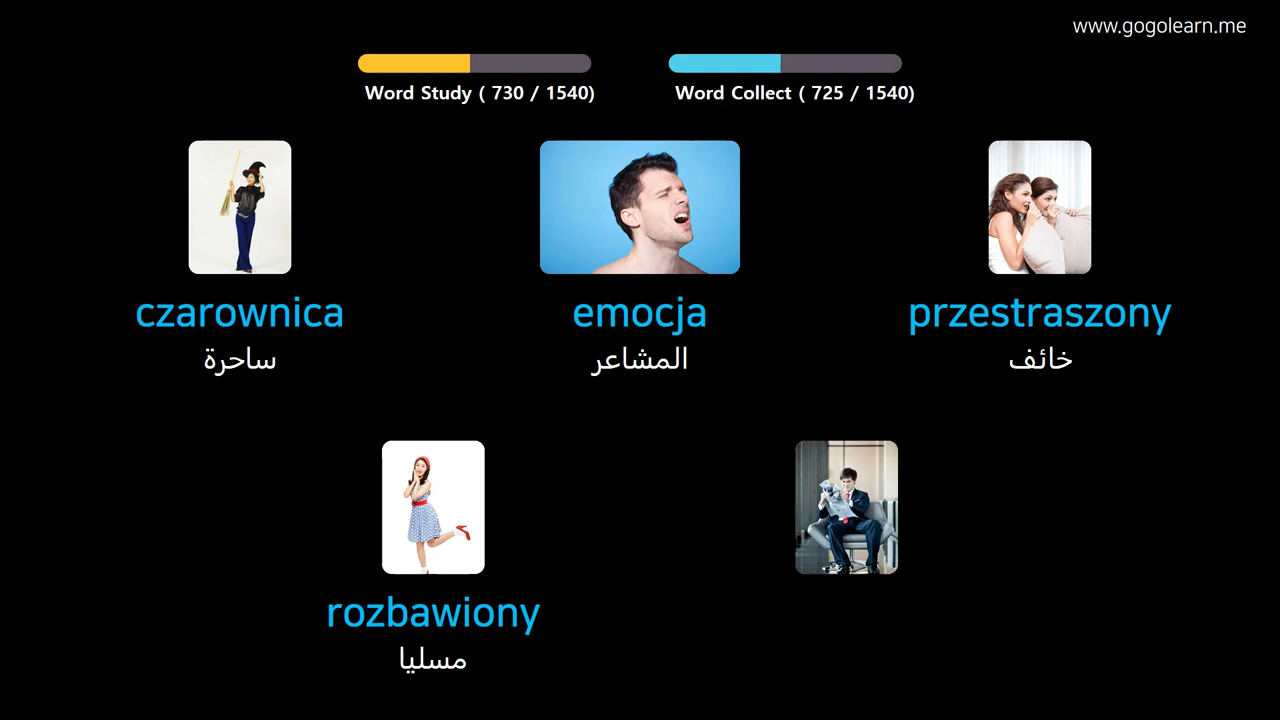 www.gogolearn.me
Word Study ( 730 / 1540)
Word Collect ( 725 / 1540)
czarownica
ساحرة
emocja
المشاعر
przestraszony
خائف
rozbawiony
مسليا